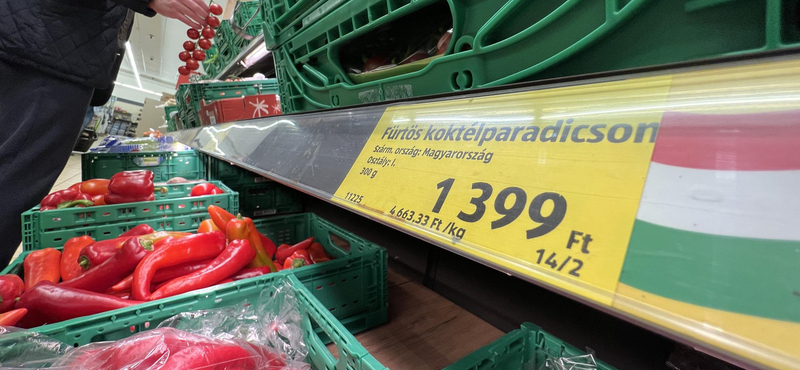 Fürtös koktélparadicsom
Szárm. ország: Magyarország
Osztály: I.
300 g
1 399 Ft
11225
4 663.33 Ft /kg
14/2